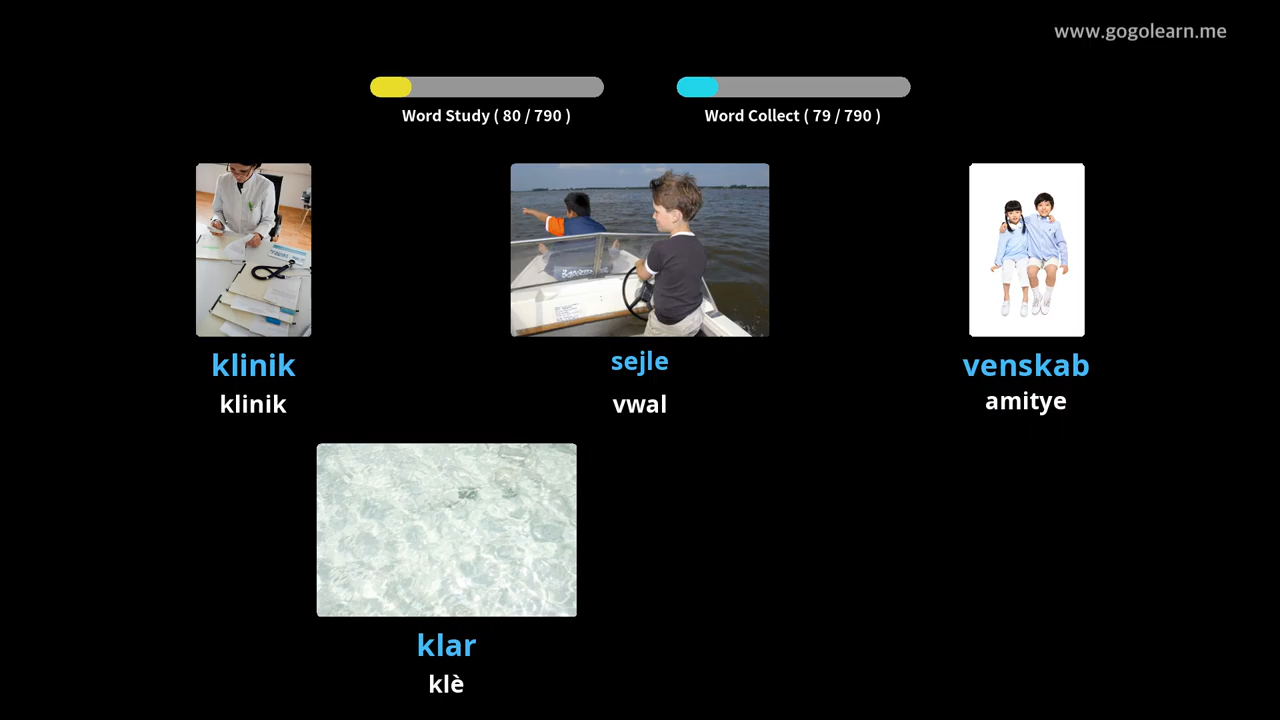 www.gogolearn.me
Word Study ( 80 / 790 )
Word Collect ( 79 / 790 )
klinik
klinik
sejle
vwal
venskab
amitye
klar
klè